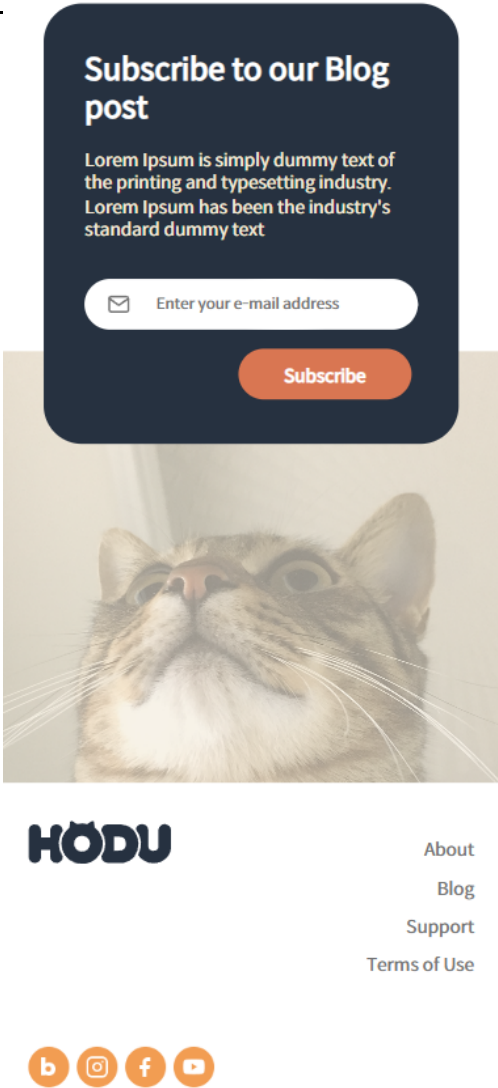 Subscribe to our Blog
post
Lorem Ipsum is simply dummy text of
the printing and typesetting industry.
Lorem Ipsum has been the industry's
standard dummy text
Enter your e-mail address
Subscribe
HODU
About
Blog
Support
Terms of Use
b
f